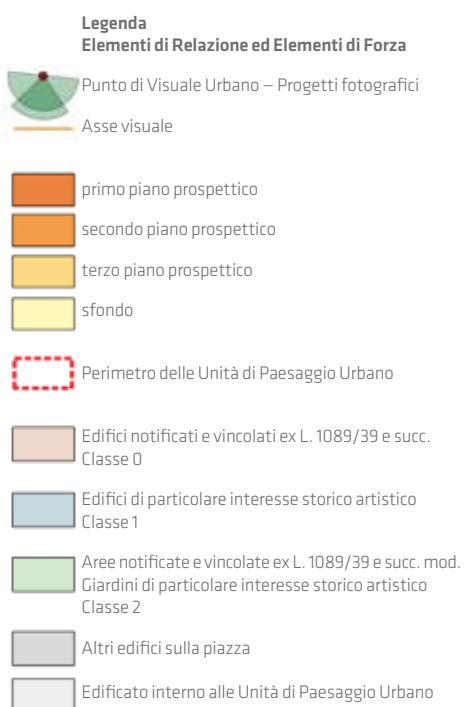 Legenda
Elementi di Relazione ed Elementi di Forza
Punto di Visuale Urbano – Progetti fotografici
Asse visuale
primo piano prospettico
secondo piano prospettico
terzo piano prospettico
sfondo
Perimetro delle Unità di Paesaggio Urbano
Edifici notificati e vincolati ex L. 1089/39 e succ.
Classe 0
Edifici di particolare interesse storico artistico
Classe 1
Aree notificate e vincolate ex L. 1089/39 e succ. mod.
Giardini di particolare interesse storico artistico
Classe 2
Altri edifici sulla piazza
Edificato interno alle Unità di Paesaggio Urbano